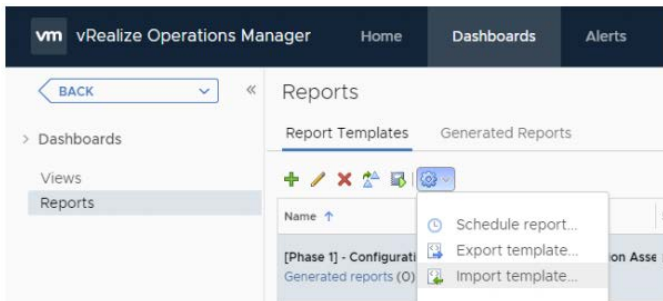 vm vRealize Operations Manager Home Dashboards Alerts
BACK
Reports
Report Templates Generated Reports
Dashboards
Views
Reports
Name
Schedule report...
[Phase 1] - Configurati
on Asse
Export template...
Generated reports (0)
Import template...